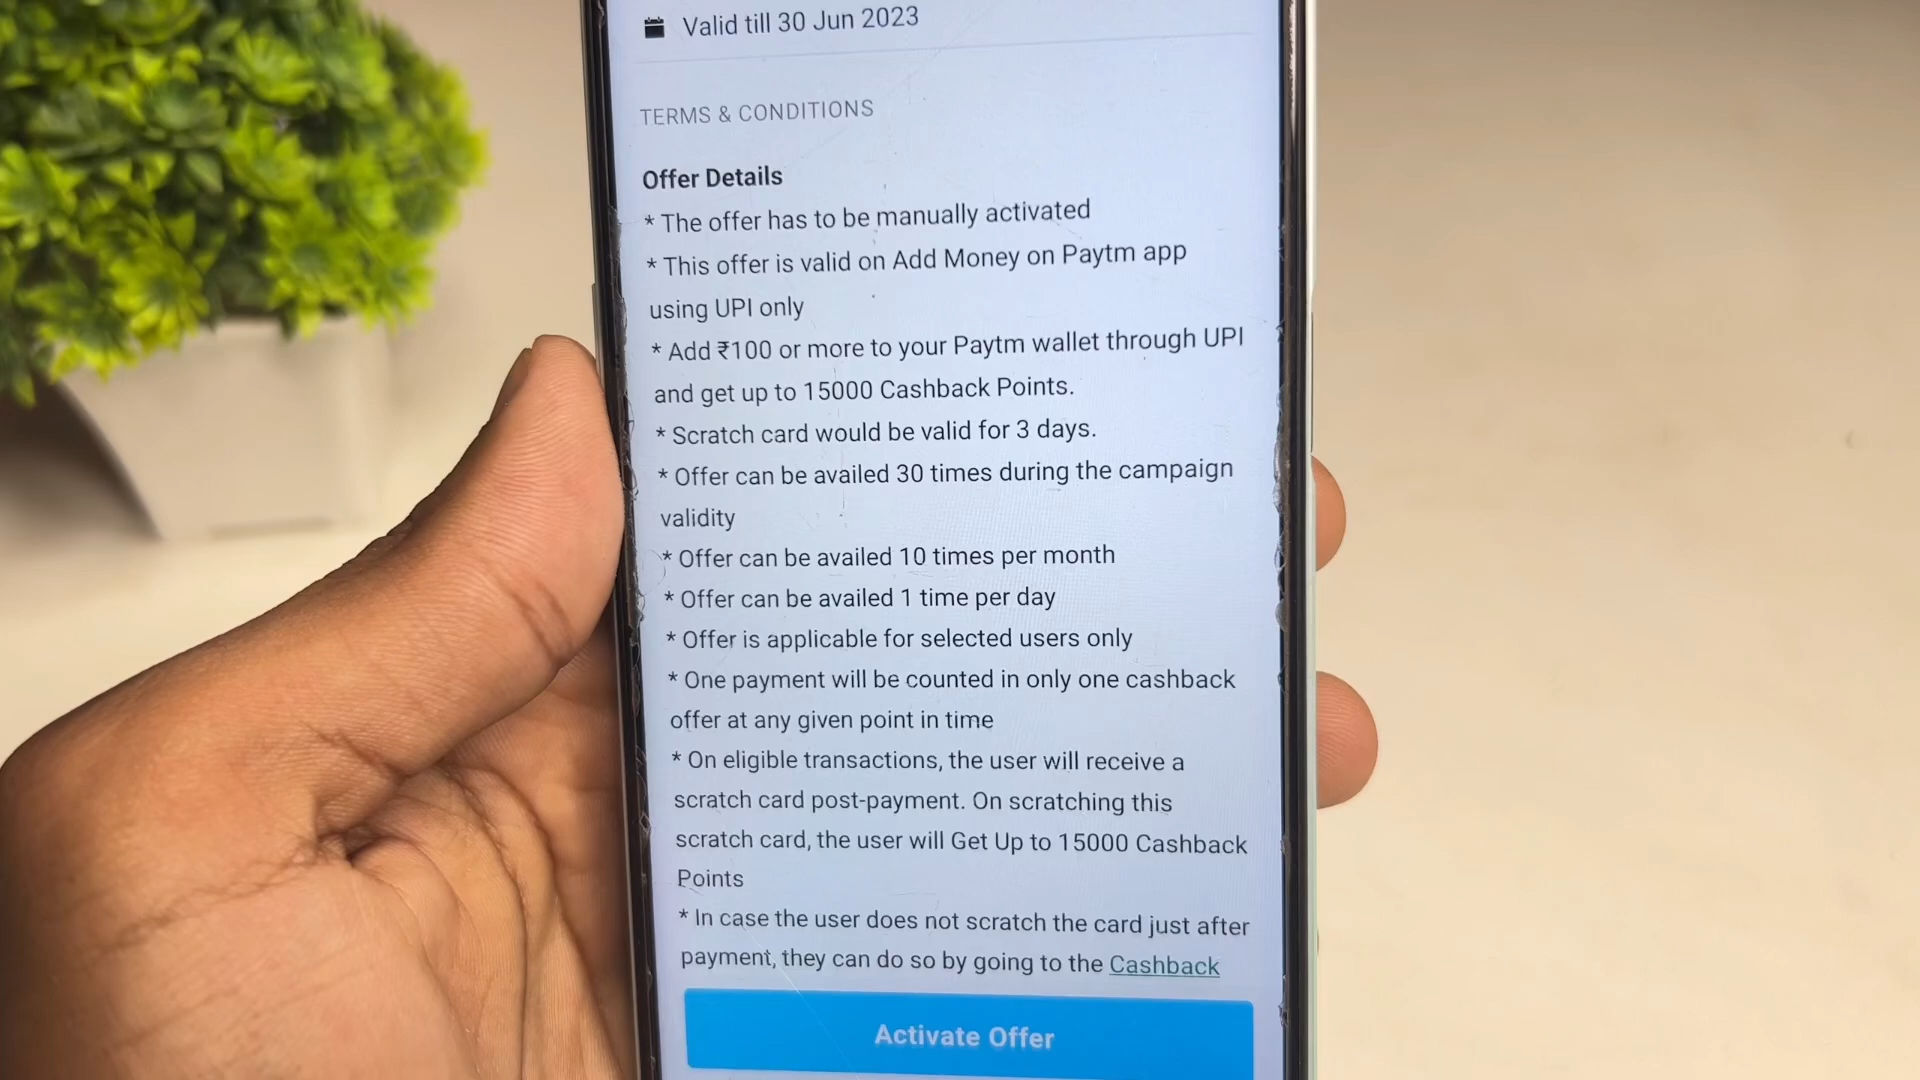 Valid till 30 Jun 2023
TERMS & CONDITIONS
Offer Details
* The offer has to be manually activated
* This offer is valid on Add Money on Paytm app
using UPI only
* Add ₹100 or more to your Paytm wallet through UPI
and get up to 15000 Cashback Points.
* Scratch card would be valid for 3 days.
* Offer can be availed 30 times during the campaign
validity
* Offer can be availed 10 times per month
* Offer can be availed 1 time per day
* Offer is applicable for selected users only
* One payment will be counted in only one cashback
offer at any given point in time
* On eligible transactions, the user will receive a
scratch card post-payment. On scratching this
scratch card, the user will Get Up to 15000 Cashback
Points
* In case the user does not scratch the card just after
payment, they can do so by going to the Cashback
Activate Offer